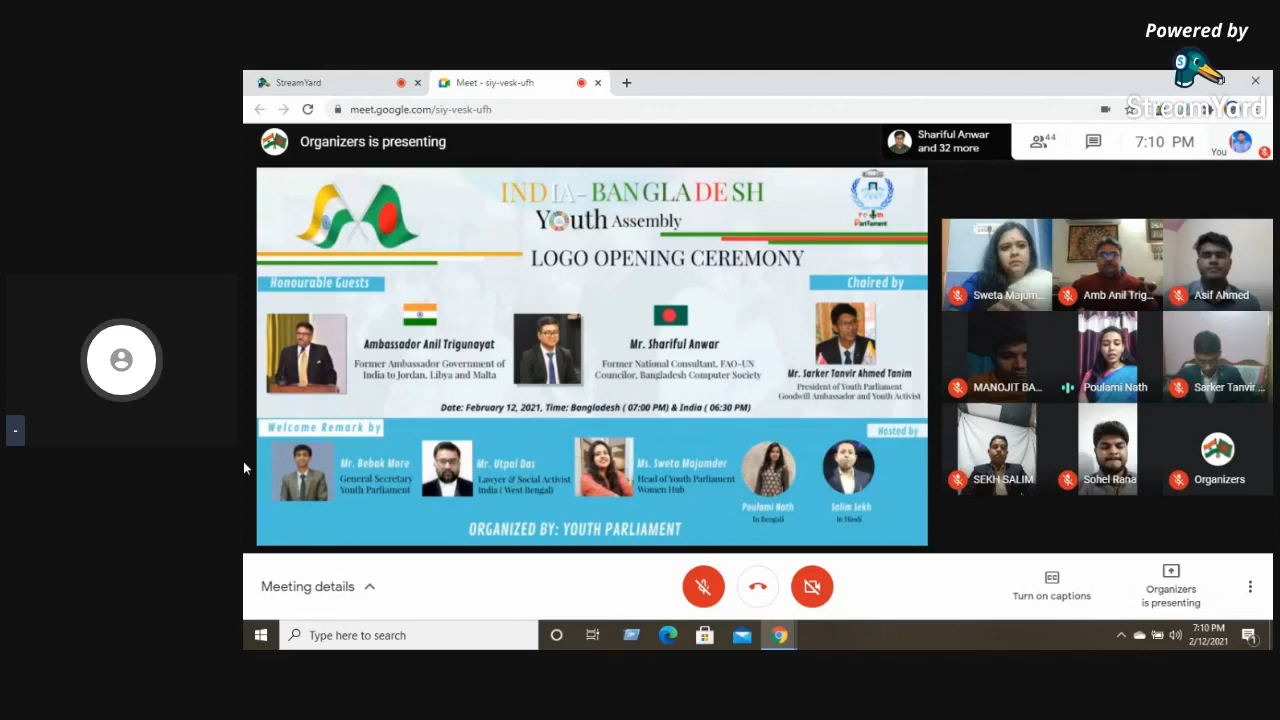 Powered by
StreamYard
StreamYard
Meet - siy-vesk-ufh
meet.google.com/siy-vesk-ufh
Organizers is presenting
Shariful Anwar
and 32 more
44
7:10 PM
You
INDIA-BANGLADESH
Youth Assembly
LOGO OPENING CEREMONY
Honourable Guests
Chaired by
Ambassador Anil Trigunayat
Former Ambassador Government of
India to Jordan, Libya and Malta
Mr. Shariful Anwar
Former National Consultant, FAO-UN
Councilor, Bangladesh Computer Society
Mr. Sarker Tanvir Ahmed Tanim
President of Youth Parliament
Goodwill Ambassador and Youth Activist
Date: February 12, 2021, Time: Bangladesh ( 07:00 PM) & India ( 06:30 PM)
Welcome Remark by
Hosted by
Mr. Bebak More
General Secretary
Youth Parliament
Mr. Utpal Das
Lawyer & Social Activist
India ( West Bengal)
Ms. Sweta Majumder
Head of Youth Parliament
Women Hub
Poulami Nath
In Bengali
Salim Sekh
In Hindi
ORGANIZED BY: YOUTH PARLIAMENT
Sweta Majum...
Amb Anil Trig...
Asif Ahmed
MANOJIT BA...
Poulami Nath
Sarker Tanvir ...
SEKH SALIM
Sohel Rana
Organizers
Meeting details
Turn on captions
Organizers
is presenting
Type here to search
7:10 PM
2/12/2021